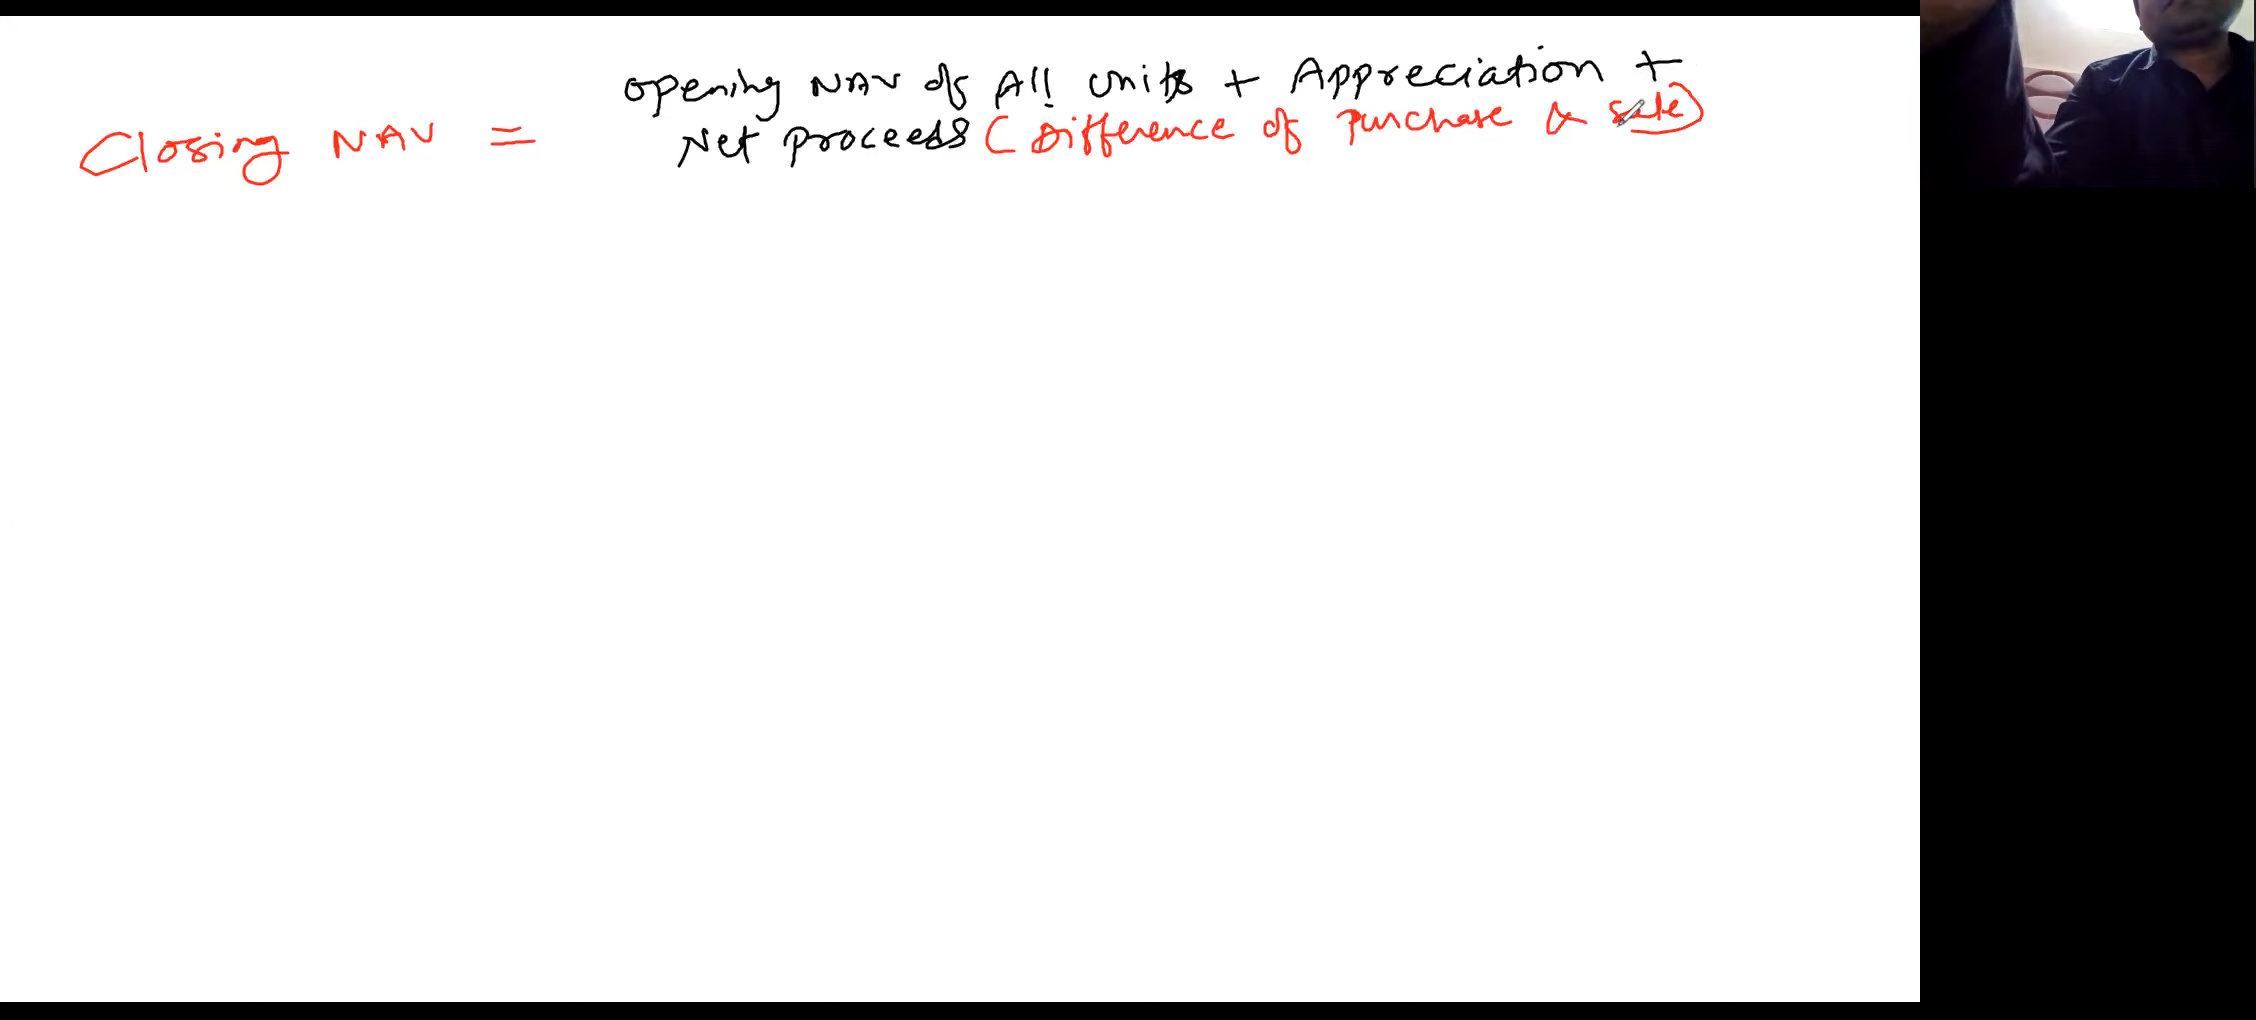 opening NAV of All units + Appreciation +
Closing NAV = Net proceeds ( Difference of purchase & sale)